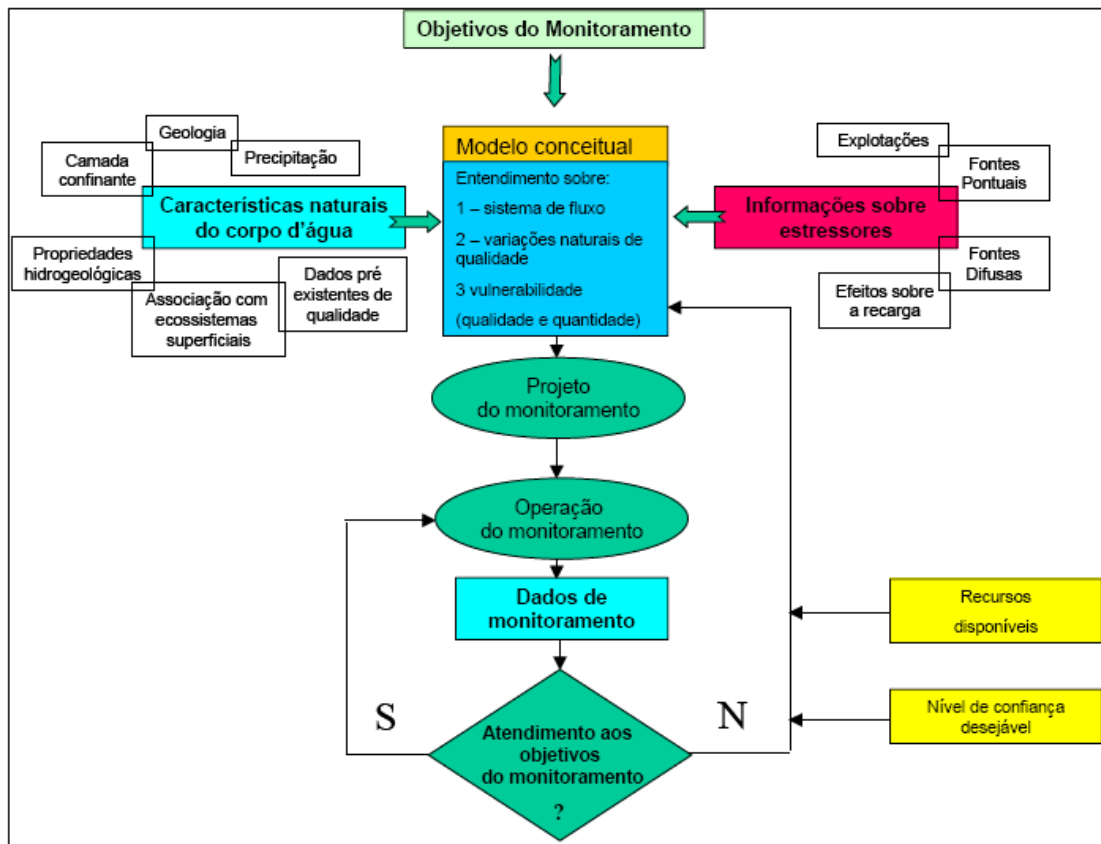 Objetivos do Monitoramento
Geologia
Precipitação
Camada
confinante
Características naturais
do corpo d'água
Propriedades
hidrogeológicas
Associação com
ecossistemas
superficiais
Dados pré
existentes de
qualidade
Modelo conceitual
Entendimento sobre:
1 – sistema de fluxo
2 – variações naturais de
qualidade
3 vulnerabilidade
(qualidade e quantidade)
Explotações
Fontes
Pontuais
Informações sobre
estressores
Fontes
Difusas
Efeitos sobre
a recarga
Projeto
do monitoramento
Operação
do monitoramento
Dados de
monitoramento
Recursos
disponíveis
S
N
Nível de confiança
desejável
Atendimento aos
objetivos
do monitoramento
?